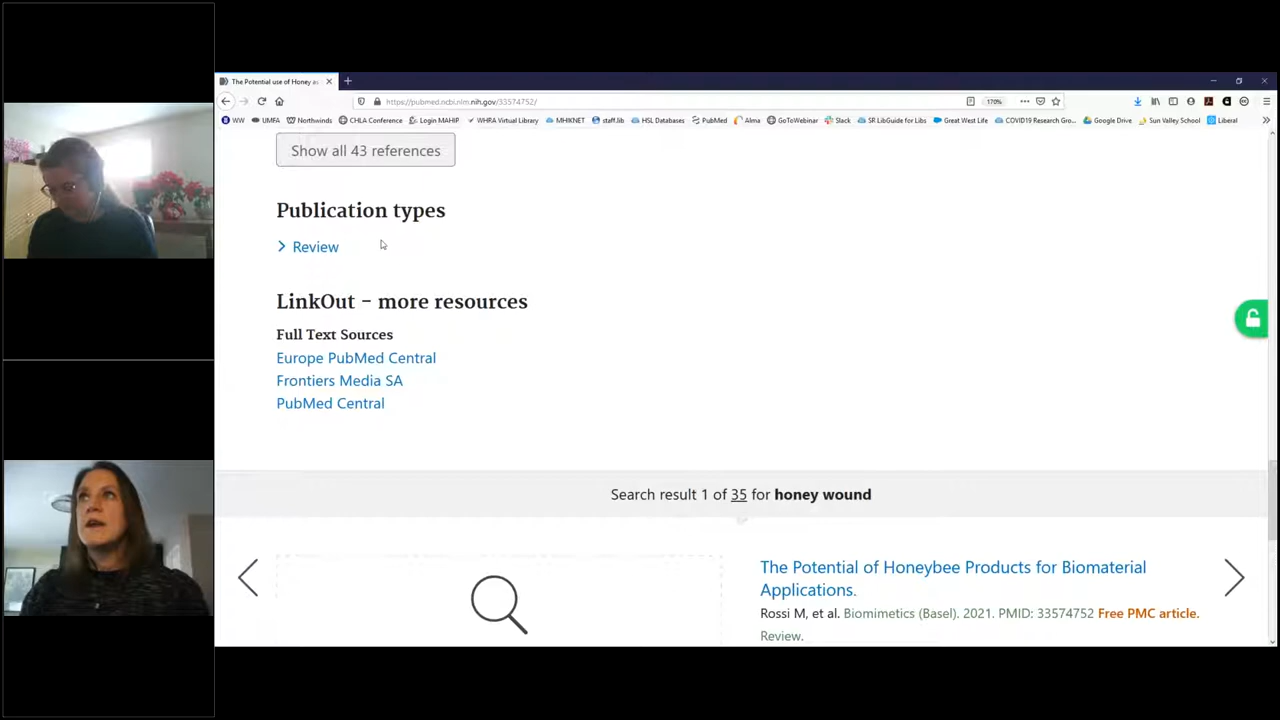 The Potential use of Honey as
https://pubmed.ncbi.nlm.nih.gov/33574752/
170%
WW
UMFA
Northwinds
CHLA Conference
Login MAHIP
WHRA Virtual Library
MHIKNET
staff.lib
HSL Databases
PubMed
Alma
GoToWebinar
Slack
SR LibGuide for Libs
Great West Life
COVID19 Research Gro...
Google Drive
Sun Valley School
Liberal
Show all 43 references
Publication types
Review
LinkOut - more resources
Full Text Sources
Europe PubMed Central
Frontiers Media SA
PubMed Central
Search result 1 of 35 for honey wound
The Potential of Honeybee Products for Biomaterial
Applications.
Rossi M, et al. Biomimetics (Basel). 2021. PMID: 33574752 Free PMC article.
Review.